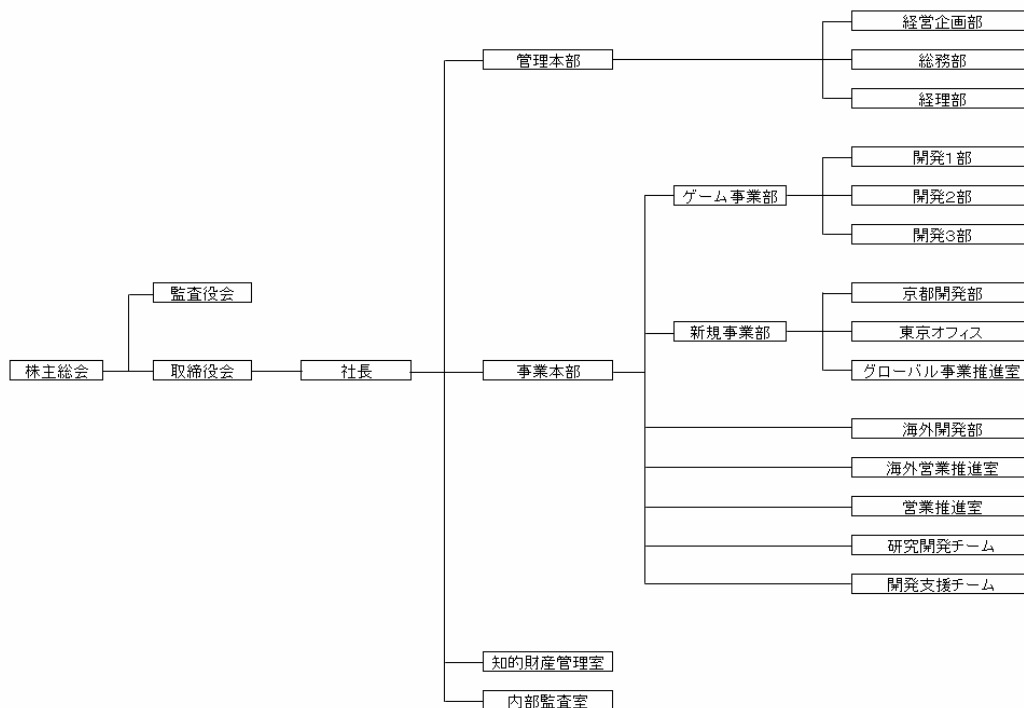 経営企画部
管理本部
総務部
経理部
開発1部
ゲーム事業部
開発2部
開発3部
監査役会
京都開発部
新規事業部
東京オフィス
株主総会
取締役会
社長
事業本部
グローバル事業推進室
海外開発部
海外営業推進室
営業推進室
研究開発チーム
開発支援チーム
知的財産管理室
内部監査室